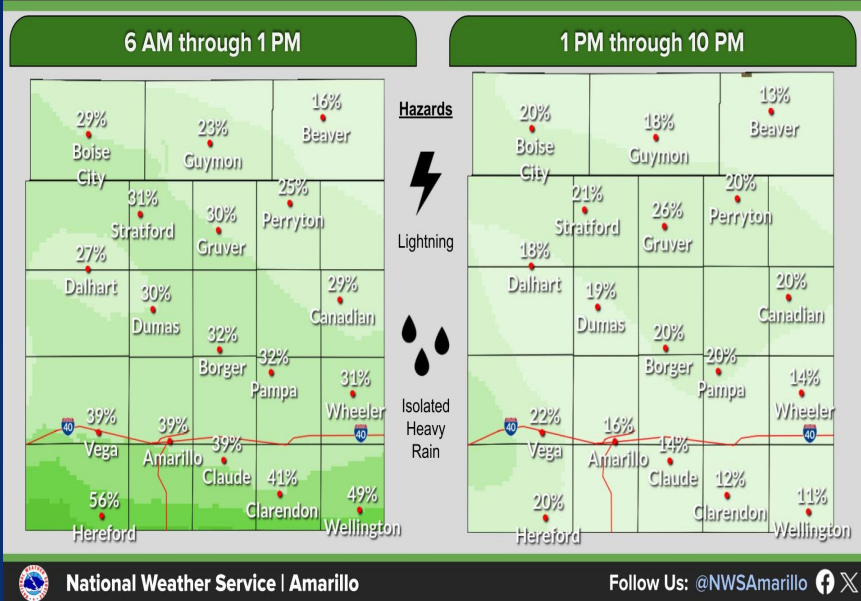 6 AM through 1 PM
1 PM through 10 PM
29%
Boise
City
23%
Guymon
16%
Beaver
31%
Stratford
30%
Gruver
25%
Perryton
27%
Dalhart
30%
Dumas
29%
Canadian
32%
Borger
32%
Pampa
31%
Wheeler
40
39%
Vega
39%
Amarillo
39%
Claude
40
41%
Clarendon
49%
Wellington
56%
Hereford
Hazards
Lightning
Isolated
Heavy
Rain
20%
Boise
City
18%
Guymon
13%
Beaver
21%
Stratford
26%
Gruver
20%
Perryton
18%
Dalhart
19%
Dumas
20%
Canadian
20%
Borger
20%
Pampa
14%
Wheeler
40
22%
Vega
16%
Amarillo
14%
Claude
40
12%
Clarendon
11%
Wellington
20%
Hereford
National Weather Service | Amarillo
Follow Us: @NWSAmarillo